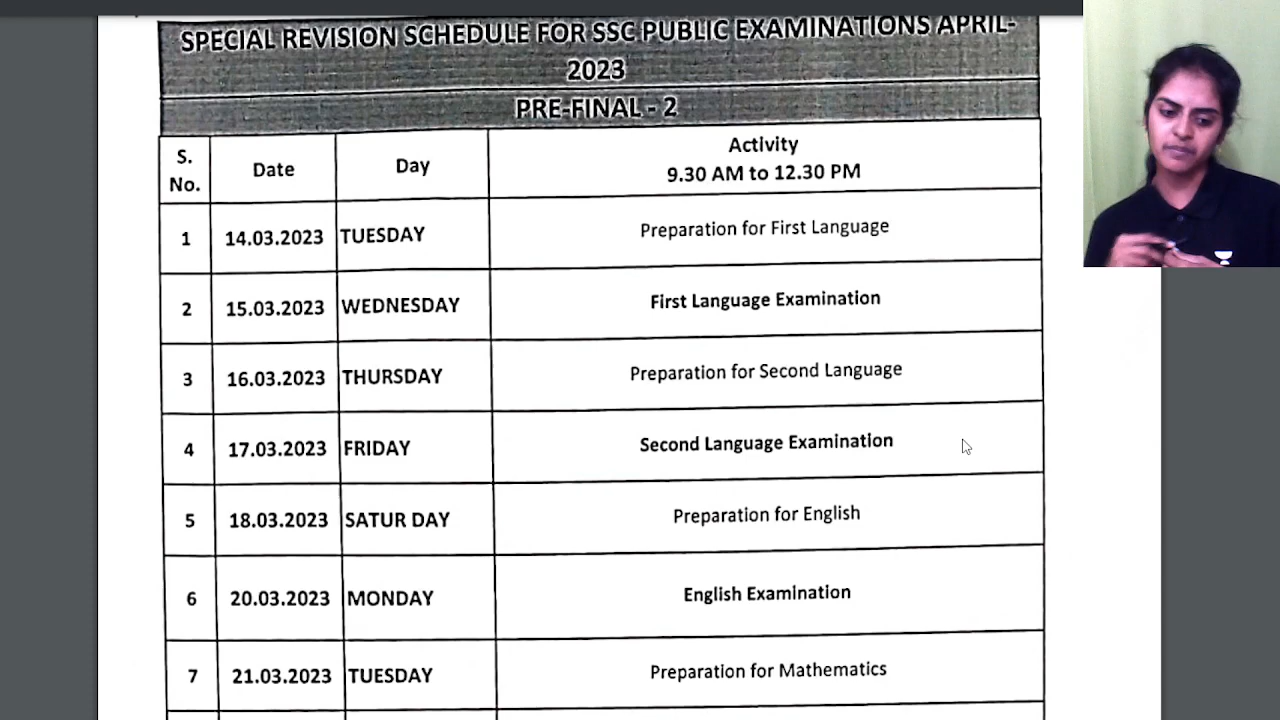 SPECIAL REVISION SCHEDULE FOR SSC PUBLIC EXAMINATIONS APRIL-
2023
PRE-FINAL - 2
S. No. Date Day Activity 9.30 AM to 12.30 PM
1 14.03.2023 TUESDAY Preparation for First Language
2 15.03.2023 WEDNESDAY First Language Examination
3 16.03.2023 THURSDAY Preparation for Second Language
4 17.03.2023 FRIDAY Second Language Examination
5 18.03.2023 SATUR DAY Preparation for English
6 20.03.2023 MONDAY English Examination
7 21.03.2023 TUESDAY Preparation for Mathematics